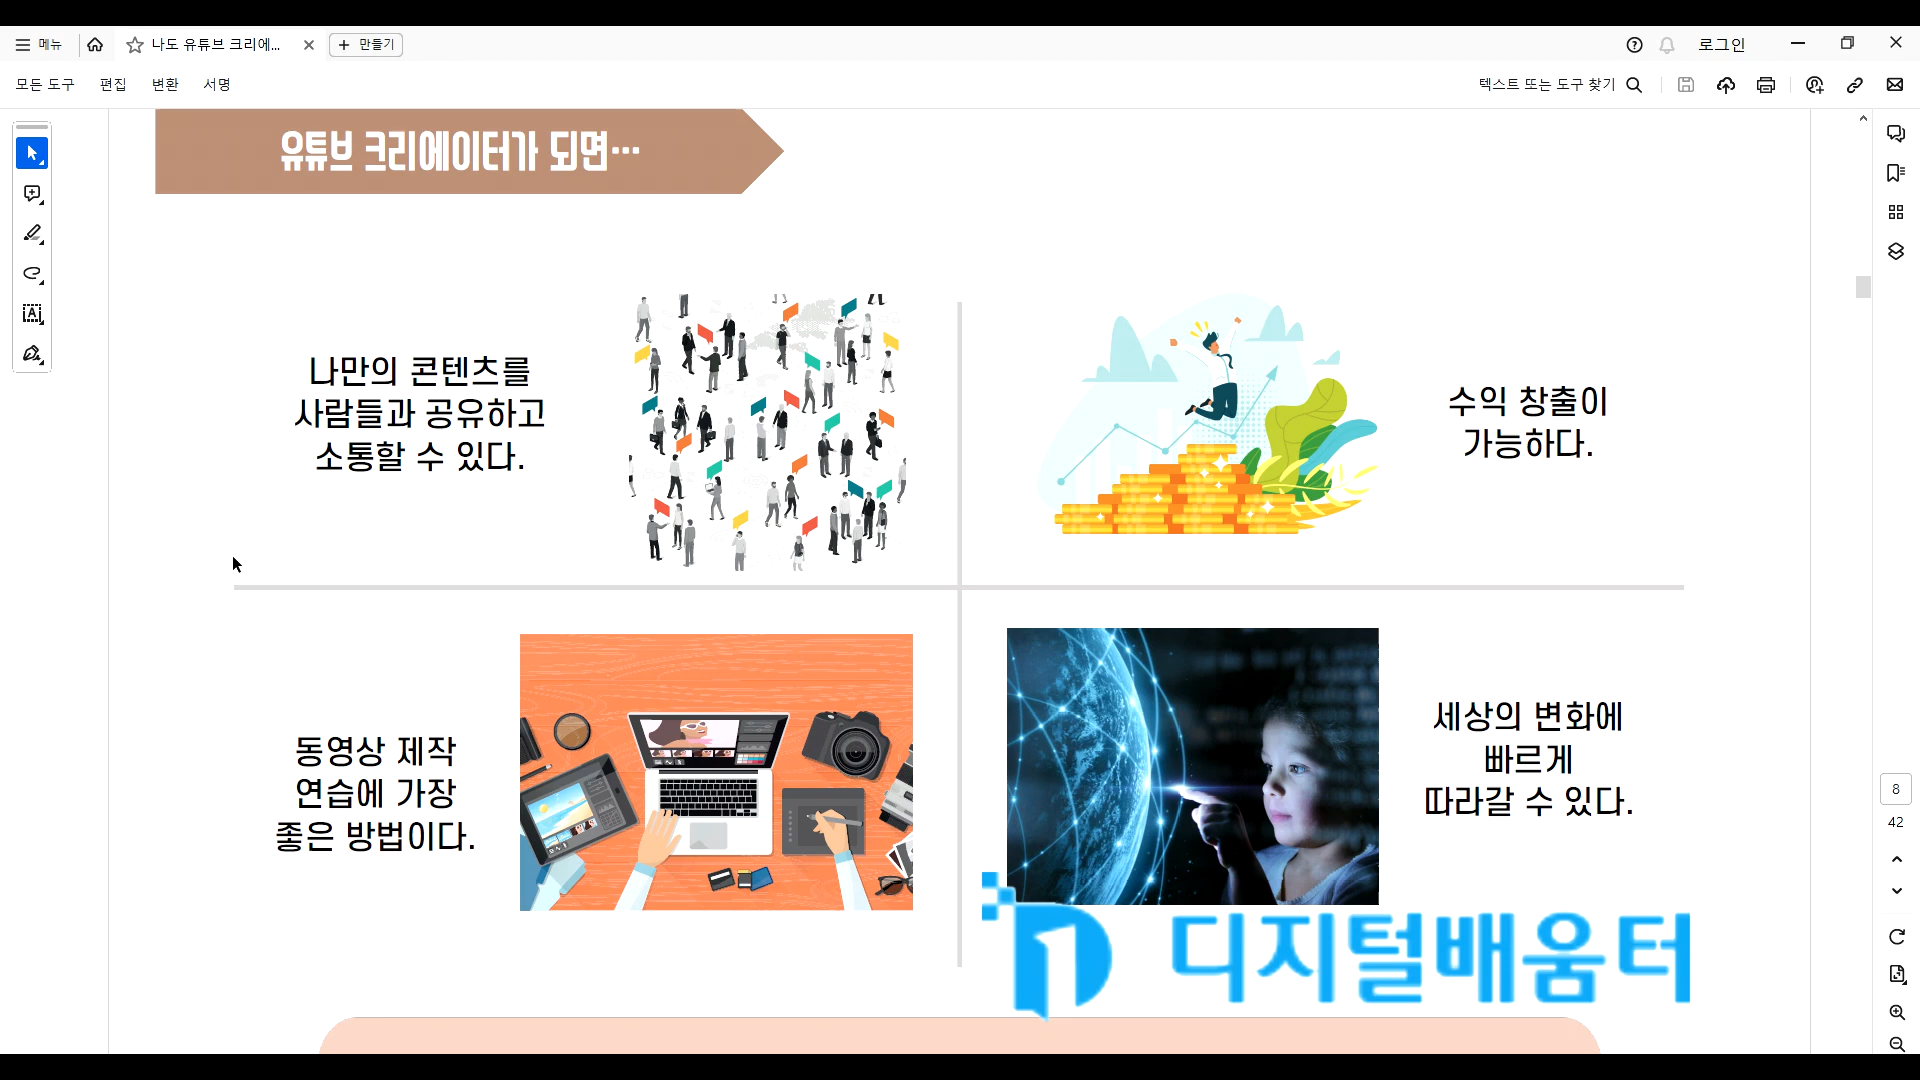 메뉴
나도 유튜브 크리에...
만들기
로그인
모든 도구 편집 변환 서명
텍스트 또는 도구 찾기
유튜브 크리에이터가 되면…
나만의 콘텐츠를
사람들과 공유하고
소통할 수 있다.
수익 창출이
가능하다.
동영상 제작
연습에 가장
좋은 방법이다.
세상의 변화에
빠르게
따라갈 수 있다.
디지털배움터
8
42